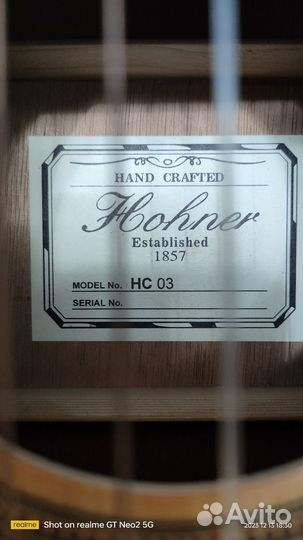 HAND CRAFTED
Hohner
Established
1857
MODEL No. HC 03
SERIAL No.
realme Shot on realme GT Neo2 5G
2023.12.13 18:50
Avito